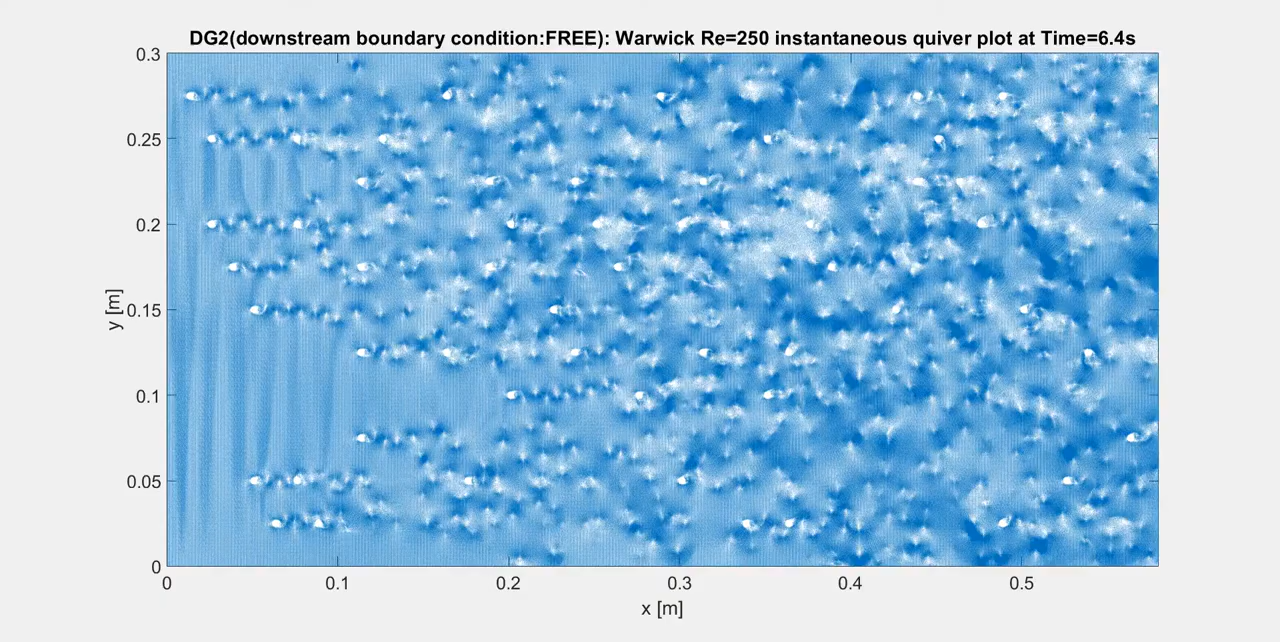 DG2(downstream boundary condition:FREE): Warwick Re=250 instantaneous quiver plot at Time=6.4s
0.3
0.25
0.2
0.15
0.1
0.05
0
y [m]
0 0.1 0.2 0.3 0.4 0.5
x [m]